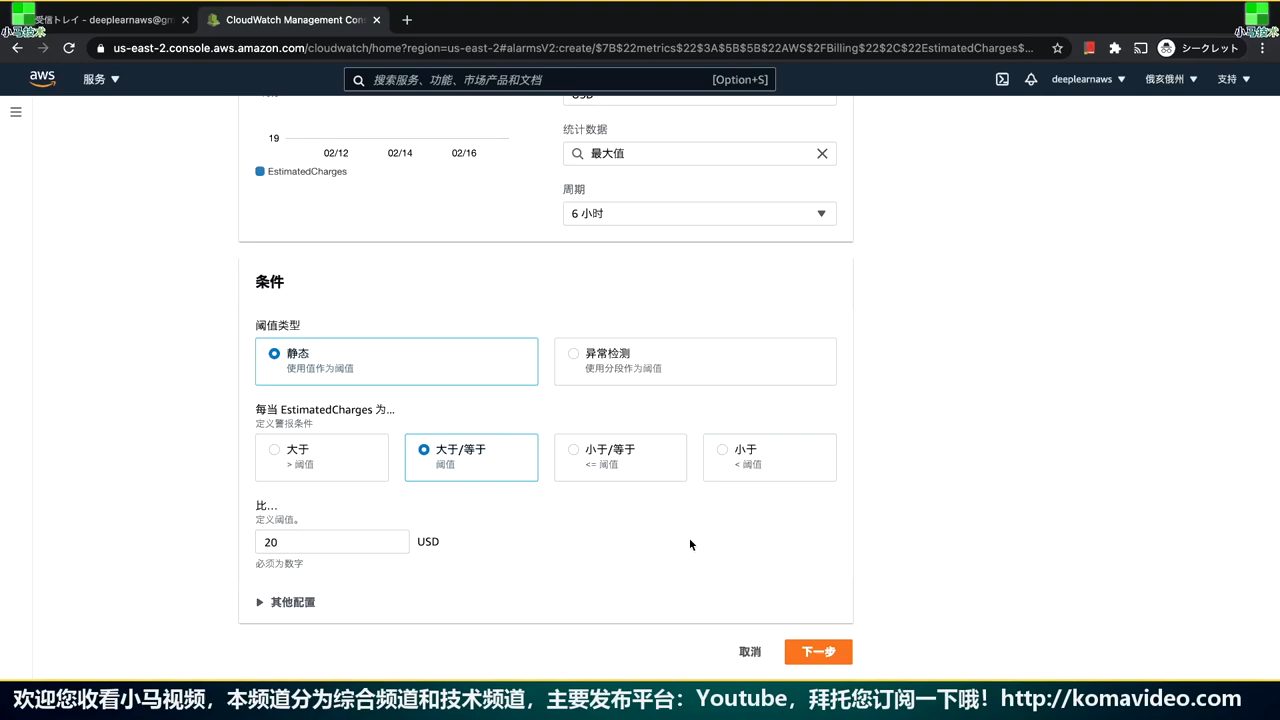 受信トレイ - deeplearnaws@gm
CloudWatch Management Con
小马技术
小马技术
us-east-2.console.aws.amazon.com/cloudwatch/home?region=us-east-2#alarmsV2:create/$7B$22metrics$22$3A$5B$5B$22AWS$2FBilling$22$2C$22EstimatedCharges$...
シークレット
aws
服务
搜索服务、功能、市场产品和文档
[Option+S]
deeplearnaws
俄亥俄州
支持
USD
19
02/12 02/14 02/16
EstimatedCharges
统计数据
最大值
周期
6 小时
条件
阈值类型
静态
使用值作为阈值
异常检测
使用分段作为阈值
每当 EstimatedCharges 为...
定义警报条件
大于
> 阈值
大于/等于
阈值
小于/等于
<= 阈值
小于
< 阈值
比...
定义阈值。
20
USD
必须为数字
其他配置
取消
下一步
欢迎您收看小马视频，本频道分为综合频道和技术频道，主要发布平台：Youtube，拜托您订阅一下哦！http://komavideo.com